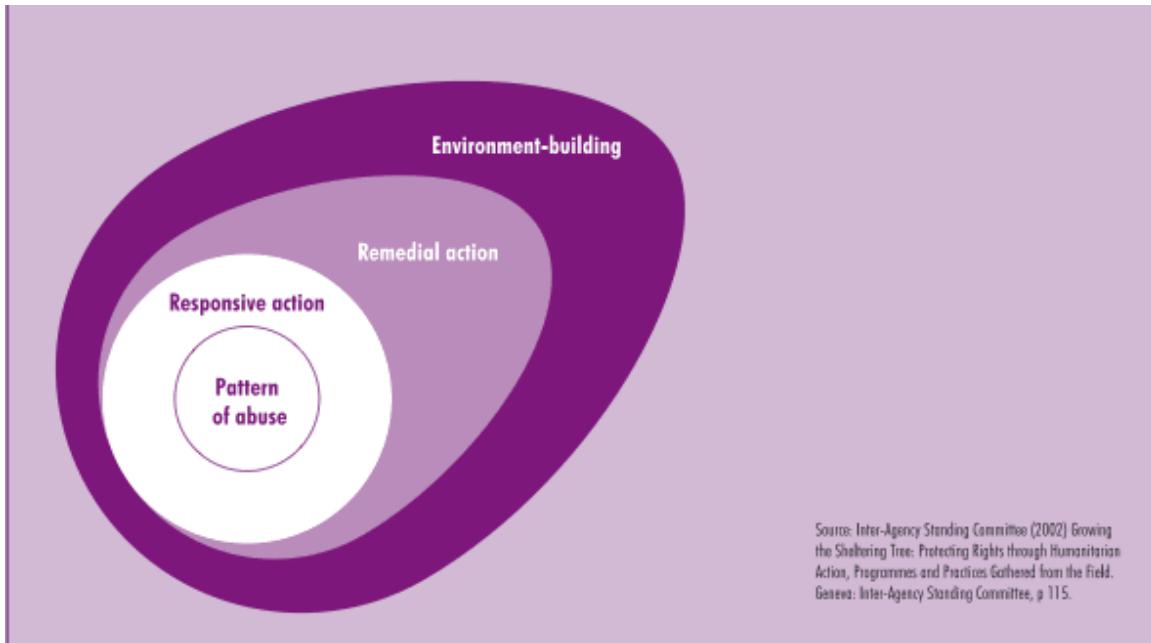 Environment-building
Remedial action
Responsive action
Pattern
of abuse
Source: Inter-Agency Standing Committee (2002) Growing
the Sheltering Tree: Protecting Rights through Humanitarian
Action, Programmes and Practices Gathered from the Field.
Geneva: Inter-Agency Standing Committee, p 115.